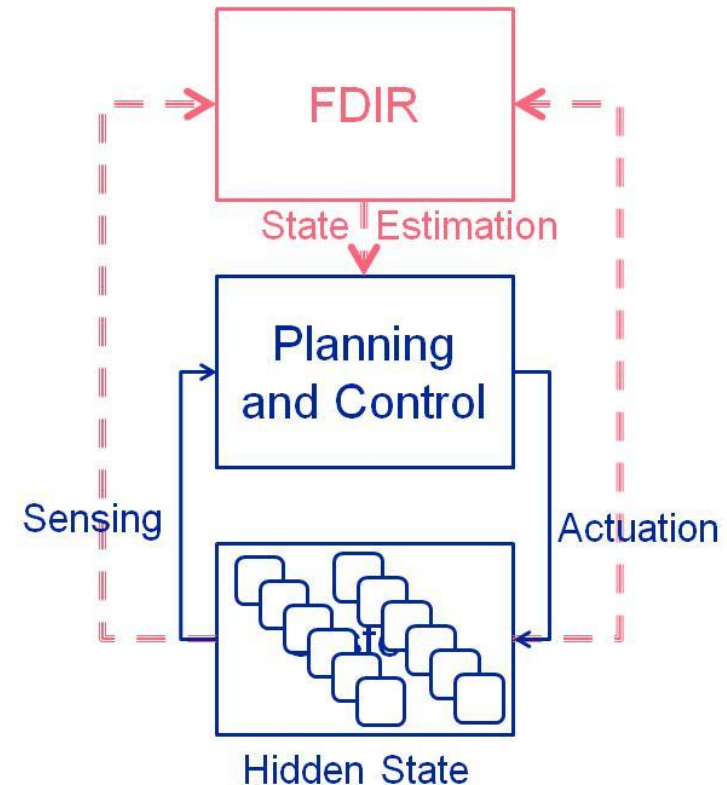 FDIR
State Estimation
Planning
and Control
Sensing
Actuation
Hidden State